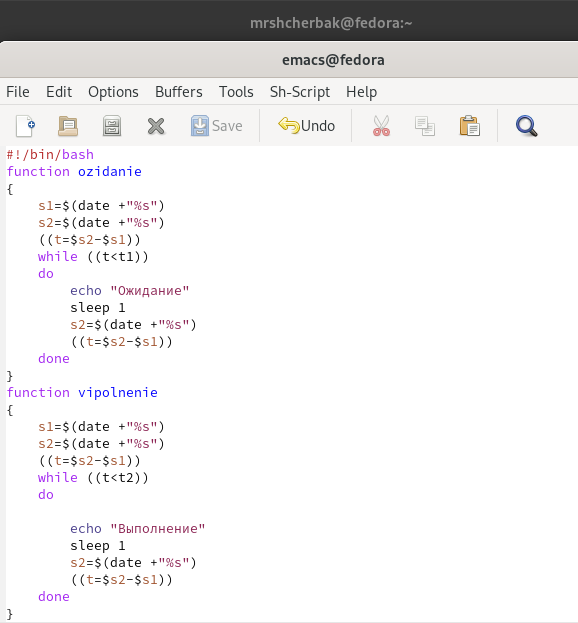 mrshcherbak@fedora:~
emacs@fedora
File Edit Options Buffers Tools Sh-Script Help
Save Undo
#!/bin/bash
function ozidanie
{
    s1=$(date +"%s")
    s2=$(date +"%s")
    ((t=$s2-$s1))
    while ((t<t1))
    do
        echo "Ожидание"
        sleep 1
        s2=$(date +"%s")
        ((t=$s2-$s1))
    done
}
function vipolnenie
{
    s1=$(date +"%s")
    s2=$(date +"%s")
    ((t=$s2-$s1))
    while ((t<t2))
    do
        echo "Выполнение"
        sleep 1
        s2=$(date +"%s")
        ((t=$s2-$s1))
    done
}